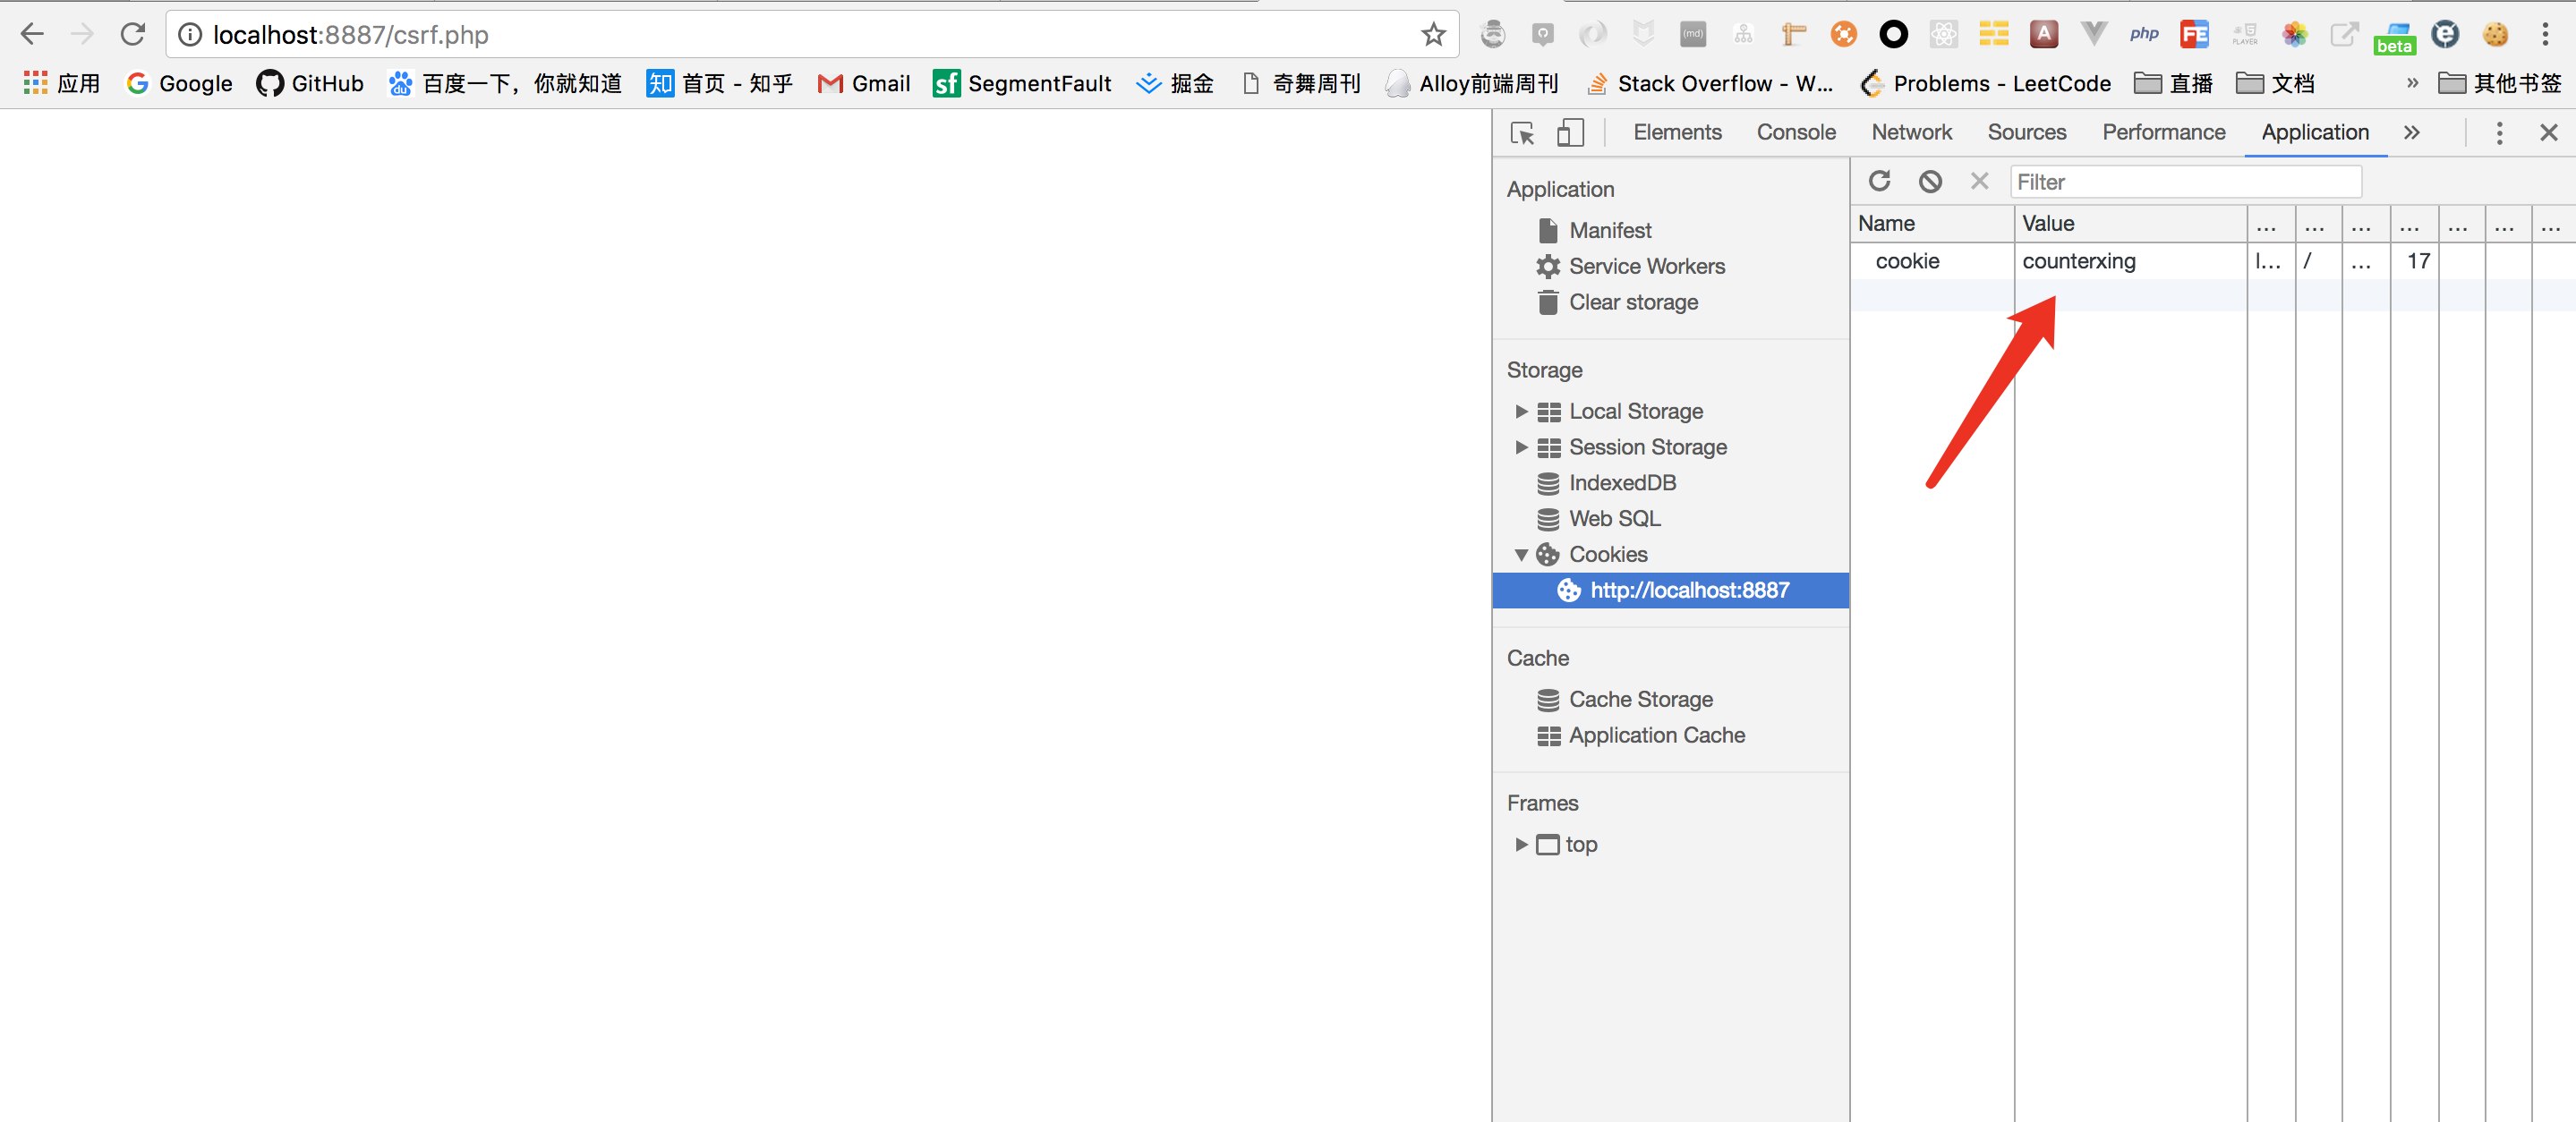 localhost:8887/csrf.php
{md} A php FE 5 PLAYER beta
应用 Google GitHub 百度一下，你就知道 知 首页 - 知乎 Gmail sf SegmentFault 掘金 奇舞周刊 Alloy前端周刊 Stack Overflow - W... Problems - LeetCode 直播 文档 » 其他书签
Elements Console Network Sources Performance Application »
Filter
Application
Manifest
Service Workers
Clear storage
Storage
Local Storage
Session Storage
IndexedDB
Web SQL
Cookies
http://localhost:8887
Cache
Cache Storage
Application Cache
Frames
top
Name Value ... ... ... ... ... ... ...
cookie counterxing l... / ... 17